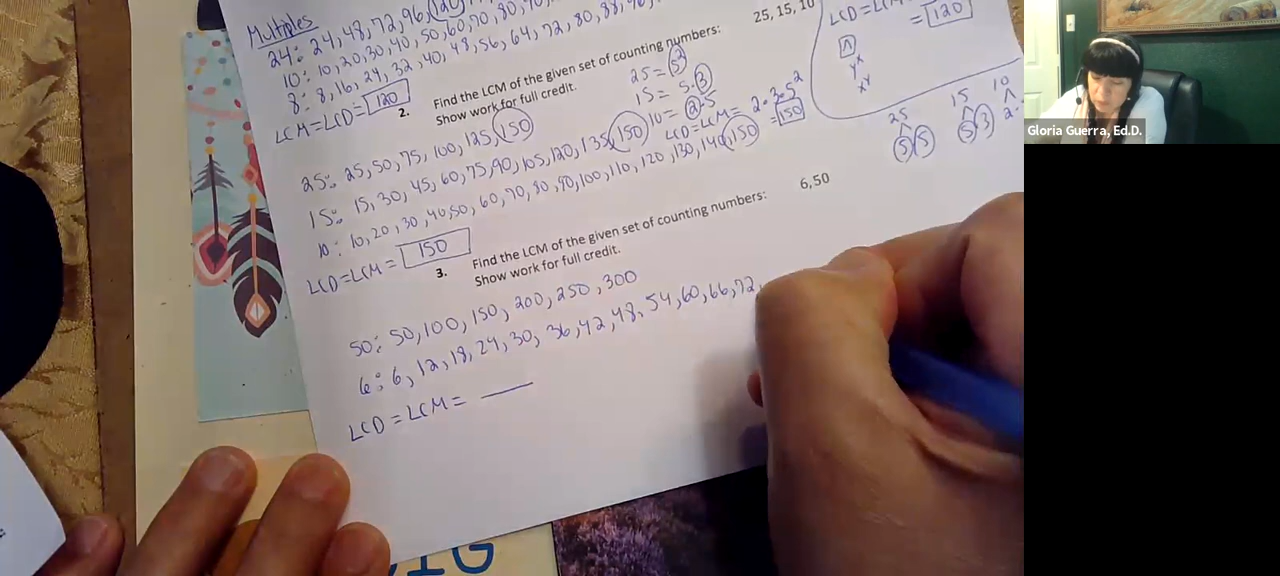 Multiples
24: 24, 48, 72, 96, 120
10: 10, 20, 30, 40, 50, 60, 70, 80, 90,
8: 8, 16, 24, 32, 40, 48, 56, 64, 72, 80, 88, 96,
LCM = LCD = 120
LCD = LCM
= 120
2. Find the LCM of the given set of counting numbers: 25, 15, 10
Show work for full credit.
25 = 5²
15 = 5·3
10 = 2·5
LCD = LCM = 2·3·5²
= 150
25
5 5
15
5 3
10
2
25: 25, 50, 75, 100, 125, 150
15: 15, 30, 45, 60, 75, 90, 105, 120, 135, 150
10: 10, 20, 30, 40, 50, 60, 70, 80, 90, 100, 110, 120, 130, 140, 150
LCD = LCM = 150
3. Find the LCM of the given set of counting numbers: 6, 50
Show work for full credit.
50: 50, 100, 150, 200, 250, 300
6: 6, 12, 18, 24, 30, 36, 42, 48, 54, 60, 66, 72,
LCD = LCM =
Gloria Guerra, Ed.D.